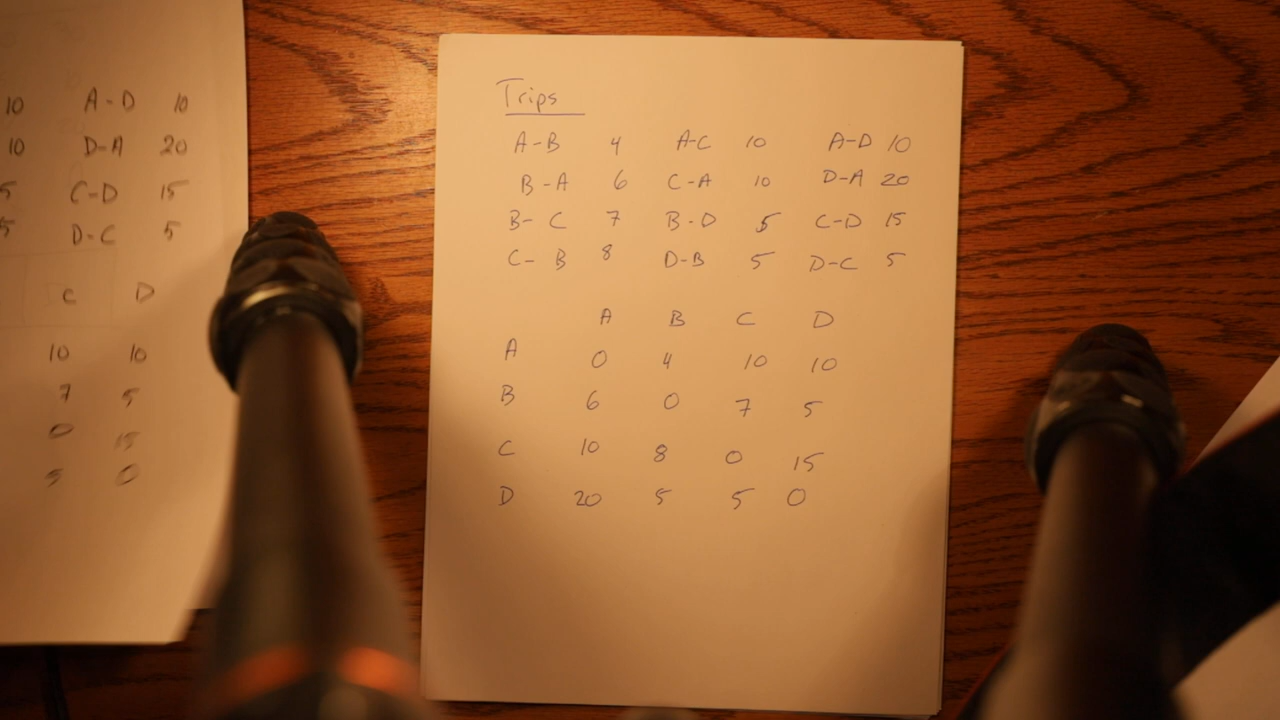 10 A-D 10
10 D-A 20
5 C-D 15
5 D-C 5
C D
10 10
7 5
0 15
5 0
Trips
A-B 4 A-C 10 A-D 10
B-A 6 C-A 10 D-A 20
B-C 7 B-D 5 C-D 15
C-B 8 D-B 5 D-C 5
A B C D
A 0 4 10 10
B 6 0 7 5
C 10 8 0 15
D 20 5 5 0